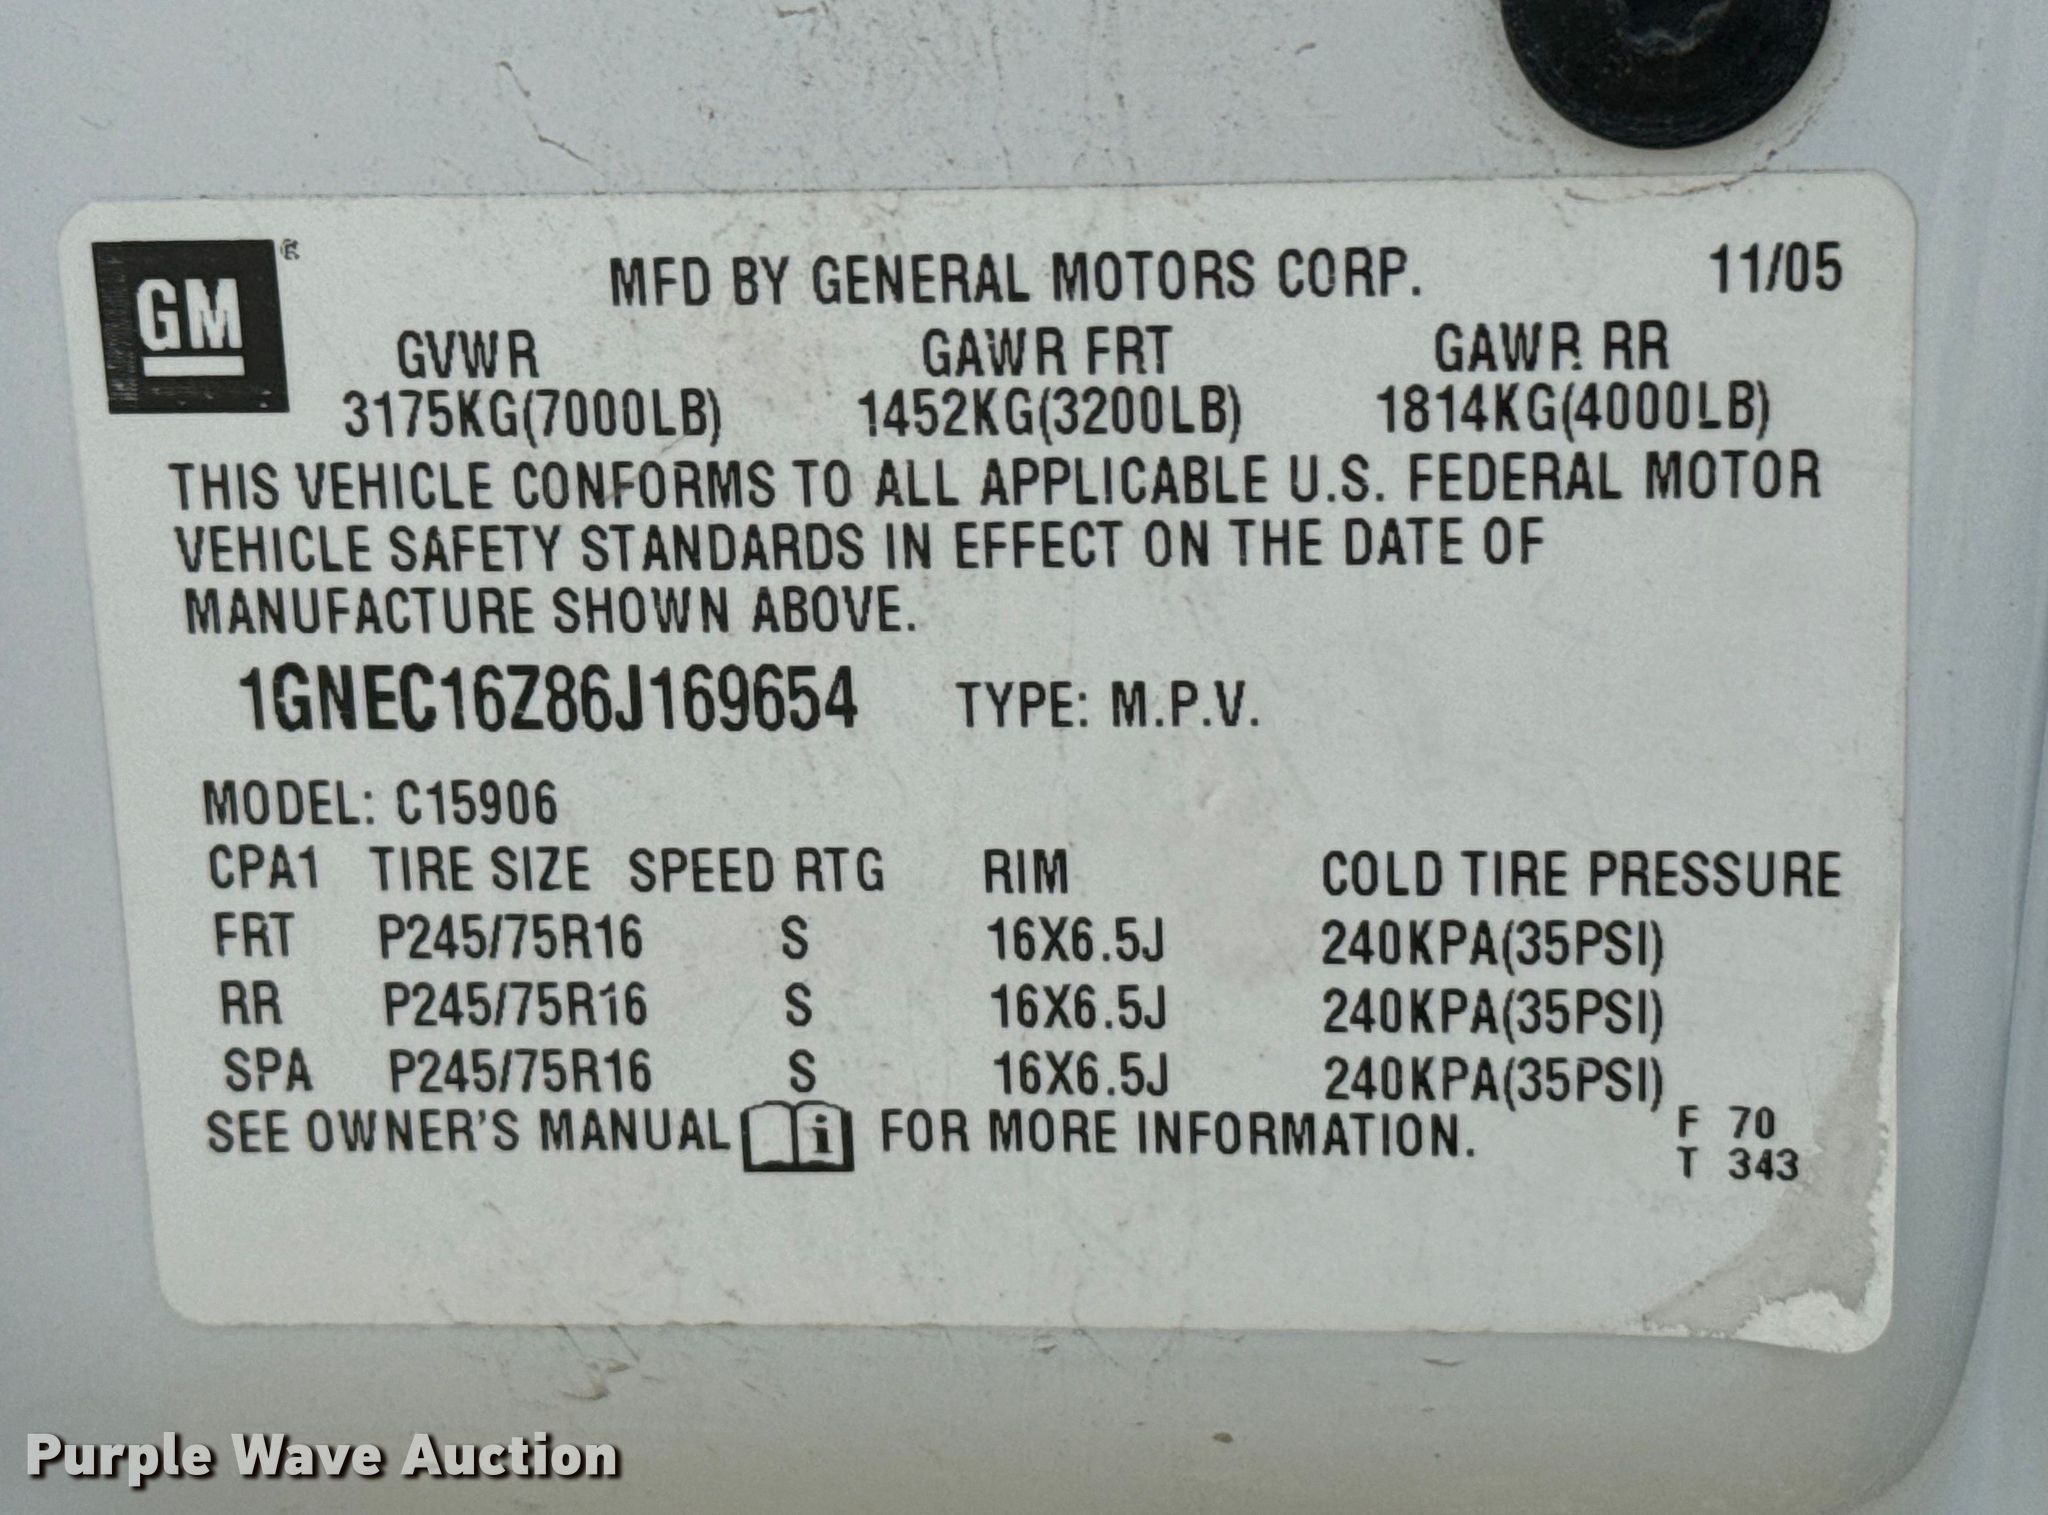 GM ®
MFD BY GENERAL MOTORS CORP. 11/05
GVWR GAWR FRT GAWR RR
3175KG(7000LB) 1452KG(3200LB) 1814KG(4000LB)
THIS VEHICLE CONFORMS TO ALL APPLICABLE U.S. FEDERAL MOTOR
VEHICLE SAFETY STANDARDS IN EFFECT ON THE DATE OF
MANUFACTURE SHOWN ABOVE.
1GNEC16Z86J169654 TYPE: M.P.V.
MODEL: C15906
CPA1 TIRE SIZE SPEED RTG RIM COLD TIRE PRESSURE
FRT P245/75R16 S 16X6.5J 240KPA(35PSI)
RR P245/75R16 S 16X6.5J 240KPA(35PSI)
SPA P245/75R16 S 16X6.5J 240KPA(35PSI)
SEE OWNER'S MANUAL i FOR MORE INFORMATION.
F 70
T 343
Purple Wave Auction